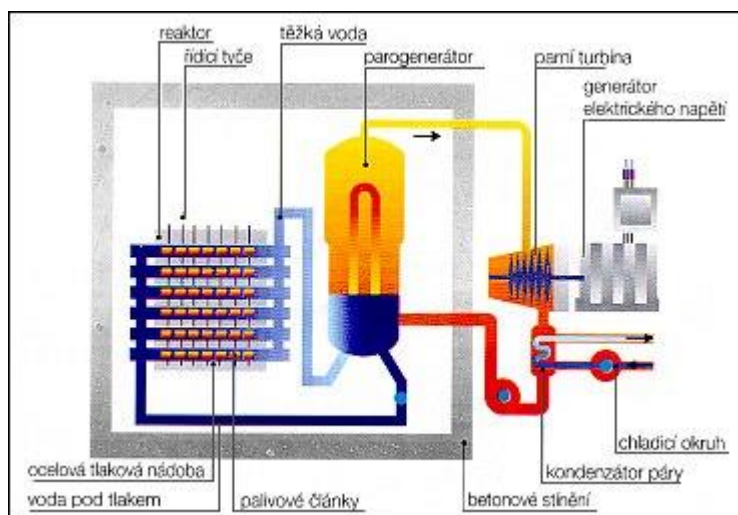 reaktor
řídicí tyče
těžká voda
parogenerátor
parní turbína
generátor
elektrického napětí
ocelová tlaková nádoba
voda pod tlakem
palivové články
betonové stínění
kondenzátor páry
chladicí okruh